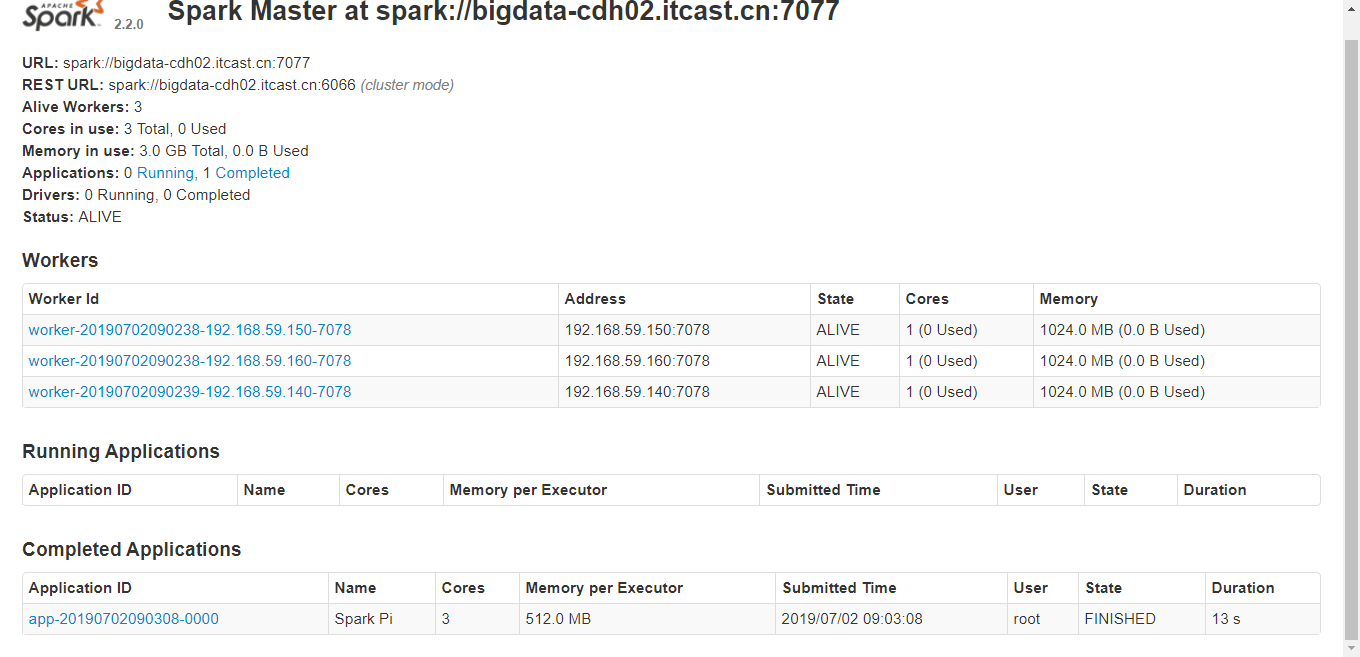 APACHE
Spark 2.2.0 Spark Master at spark://bigdata-cdh02.itcast.cn:7077
URL: spark://bigdata-cdh02.itcast.cn:7077
REST URL: spark://bigdata-cdh02.itcast.cn:6066 (cluster mode)
Alive Workers: 3
Cores in use: 3 Total, 0 Used
Memory in use: 3.0 GB Total, 0.0 B Used
Applications: 0 Running, 1 Completed
Drivers: 0 Running, 0 Completed
Status: ALIVE
Workers
Worker Id Address State Cores Memory
worker-20190702090238-192.168.59.150-7078 192.168.59.150:7078 ALIVE 1 (0 Used) 1024.0 MB (0.0 B Used)
worker-20190702090238-192.168.59.160-7078 192.168.59.160:7078 ALIVE 1 (0 Used) 1024.0 MB (0.0 B Used)
worker-20190702090239-192.168.59.140-7078 192.168.59.140:7078 ALIVE 1 (0 Used) 1024.0 MB (0.0 B Used)
Running Applications
Application ID Name Cores Memory per Executor Submitted Time User State Duration
Completed Applications
Application ID Name Cores Memory per Executor Submitted Time User State Duration
app-20190702090308-0000 Spark Pi 3 512.0 MB 2019/07/02 09:03:08 root FINISHED 13 s